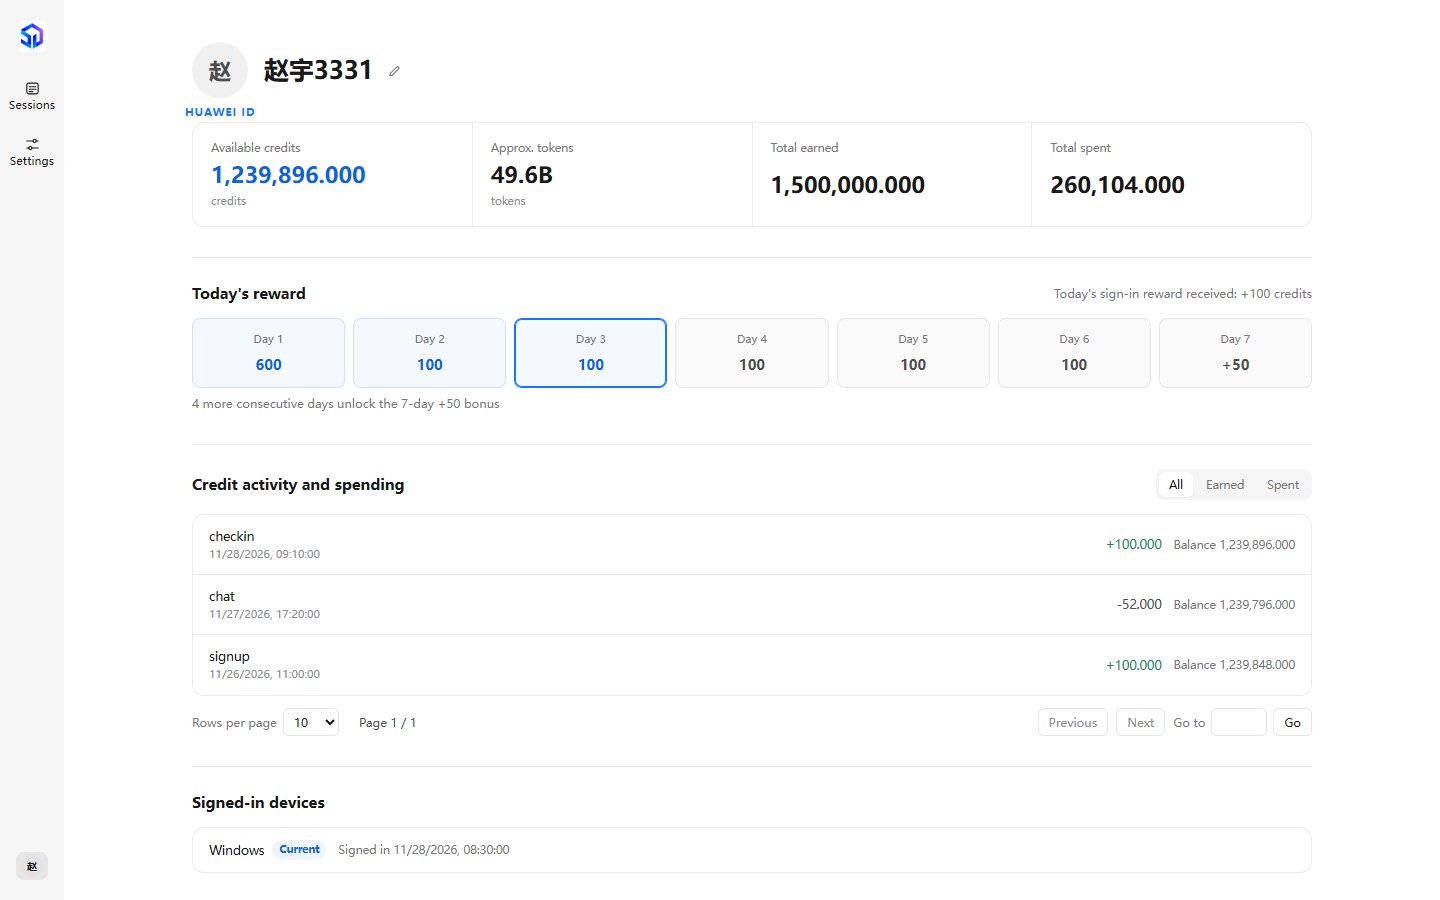 Sessions
Settings
赵
赵宇3331
HUAWEI ID
Available credits
1,239,896.000
credits
Approx. tokens
49.6B
tokens
Total earned
1,500,000.000
Total spent
260,104.000
Today's reward
Today's sign-in reward received: +100 credits
Day 1
600
Day 2
100
Day 3
100
Day 4
100
Day 5
100
Day 6
100
Day 7
+50
4 more consecutive days unlock the 7-day +50 bonus
Credit activity and spending
All Earned Spent
checkin
11/28/2026, 09:10:00
+100.000 Balance 1,239,896.000
chat
11/27/2026, 17:20:00
-52.000 Balance 1,239,796.000
signup
11/26/2026, 11:00:00
+100.000 Balance 1,239,848.000
Rows per page 10 Page 1 / 1
Previous Next Go to Go
Signed-in devices
Windows Current Signed in 11/28/2026, 08:30:00
赵